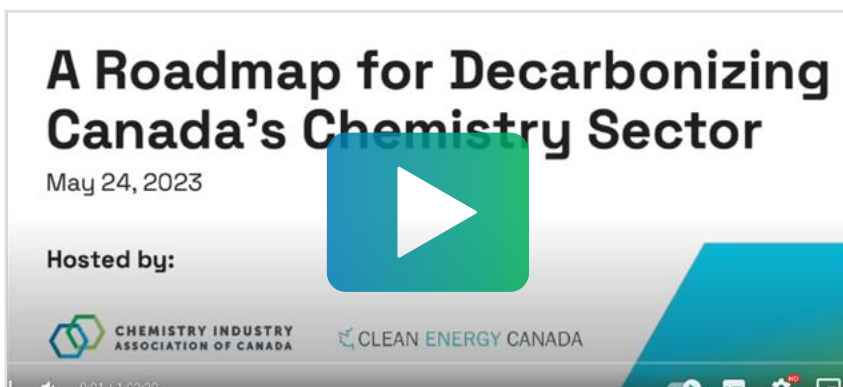 A Roadmap for Decarbonizing
Canada's Chemistry Sector
May 24, 2023
Hosted by:
CHEMISTRY INDUSTRY
ASSOCIATION OF CANADA
CLEAN ENERGY CANADA
HD